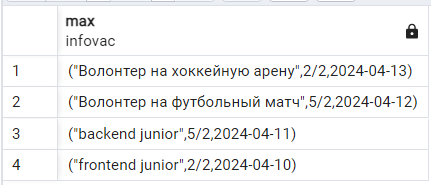 max
infovac
1 ("Волонтер на хоккейную арену",2/2,2024-04-13)
2 ("Волонтер на футбольный матч",5/2,2024-04-12)
3 ("backend junior",5/2,2024-04-11)
4 ("frontend junior",2/2,2024-04-10)